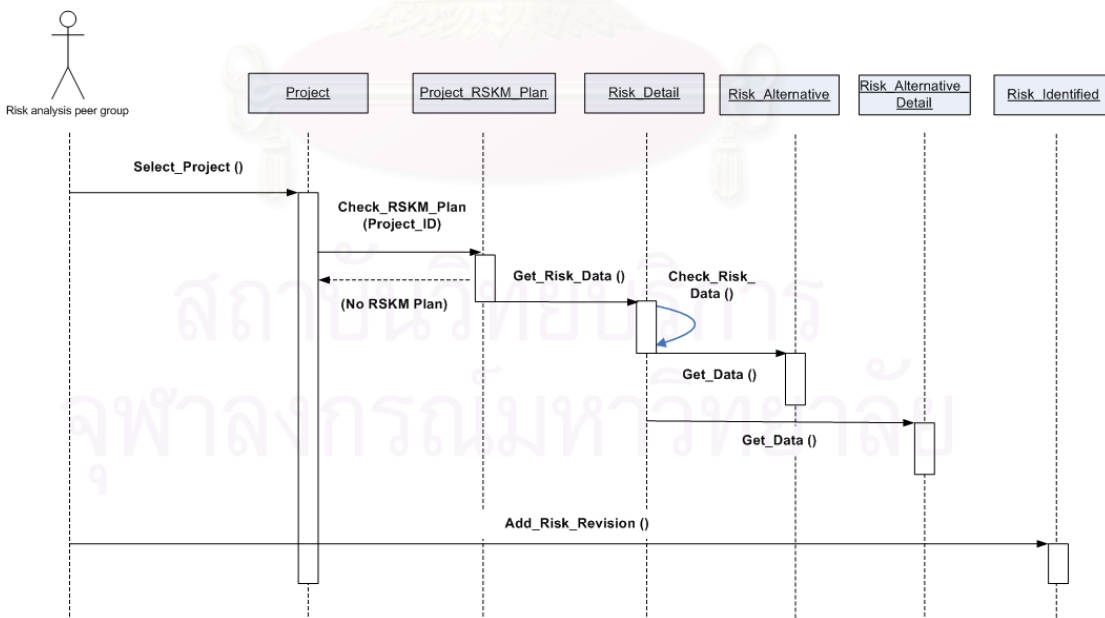 Risk analysis peer group
Project
Project_RSKM_Plan
Risk_Detail
Risk_Alternative
Risk_Alternative_
Detail
Risk_Identified
Select_Project ()
Check_RSKM_Plan
(Project_ID)
(No RSKM Plan)
Get_Risk_Data ()
Check_Risk_
Data ()
Get_Data ()
Get_Data ()
Add_Risk_Revision ()
สถาบันวิทยบริการ
จุฬาลงกรณ์มหาวิทยาลัย